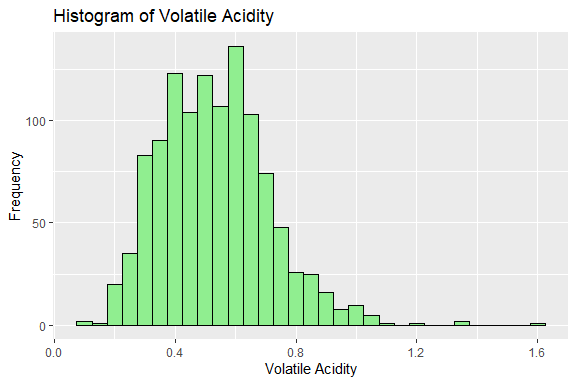 Histogram of Volatile Acidity
Frequency
100
50
0
0.0 0.4 0.8 1.2 1.6
Volatile Acidity